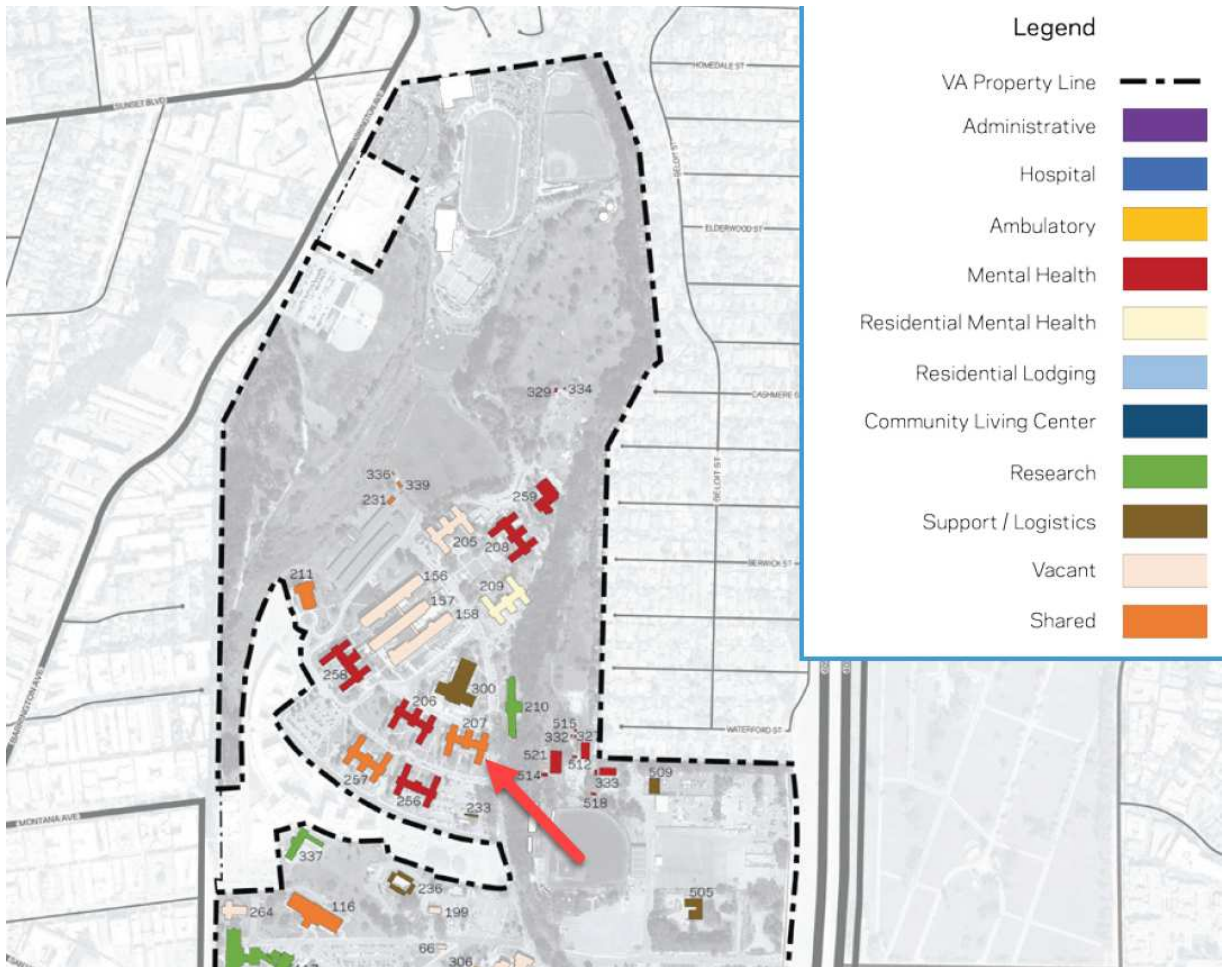 Legend
VA Property Line
Administrative
Hospital
Ambulatory
Mental Health
Residential Mental Health
Residential Lodging
Community Living Center
Research
Support / Logistics
Vacant
Shared
HOMEDALE ST
SUNSET BLVD
BELOIT ST
ELDERWOOD ST
329
334
336
339
231
259
205
208
BELOIT ST
BERWICK ST
211
156
209
157
158
258
300
206
210
207
BARRINGTON AVE
515
332
327
WATERFORD ST
521
512
257
514
333
509
256
518
233
MONTANA AVE
337
236
505
264
116
199
66
306